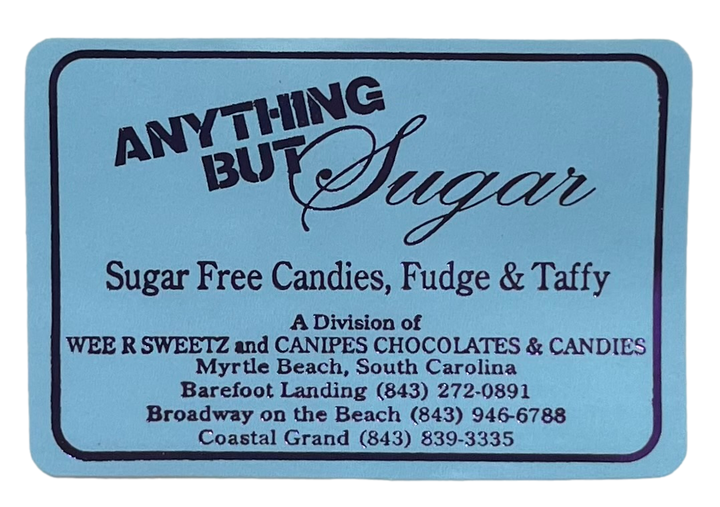 ANYTHING
BUT Sugar
Sugar Free Candies, Fudge & Taffy
A Division of
WEE R SWEETZ and CANIPES CHOCOLATES & CANDIES
Myrtle Beach, South Carolina
Barefoot Landing (843) 272-0891
Broadway on the Beach (843) 946-6788
Coastal Grand (843) 839-3335